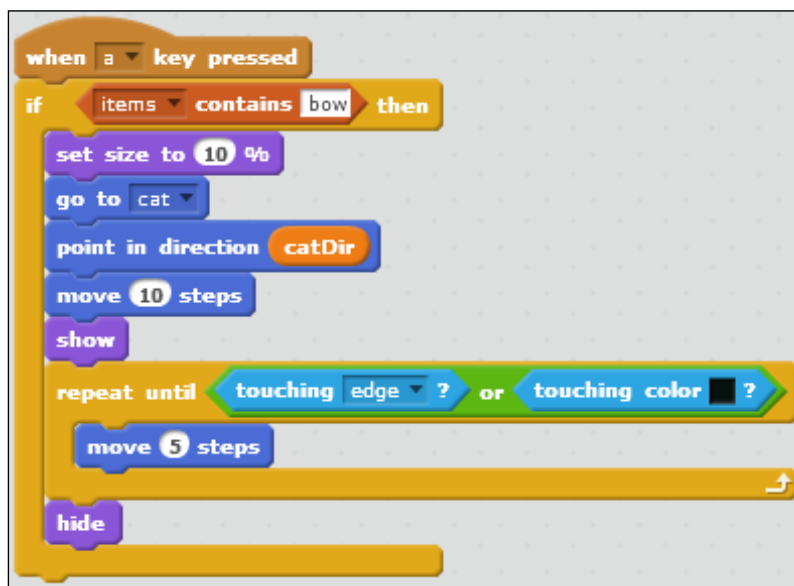 when a key pressed
if items contains bow then
set size to 10 %
go to cat
point in direction catDir
move 10 steps
show
repeat until touching edge ? or touching color ?
move 5 steps
hide